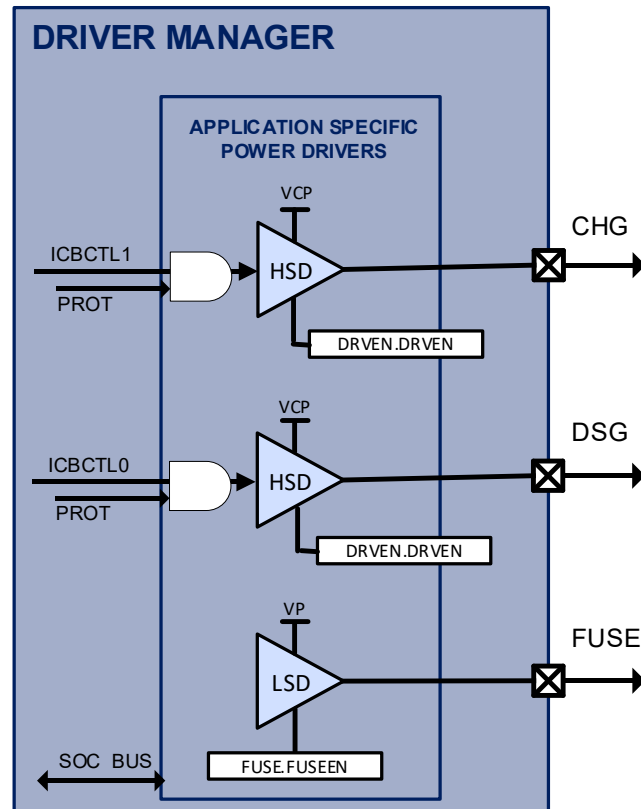 DRIVER MANAGER
APPLICATION SPECIFIC
POWER DRIVERS
VCP
CHG
ICBCTL1
HSD
PROT
DRVEN.DRVEN
VCP
DSG
ICBCTL0
HSD
PROT
DRVEN.DRVEN
VP
FUSE
LSD
SOC BUS
FUSE.FUSEEN